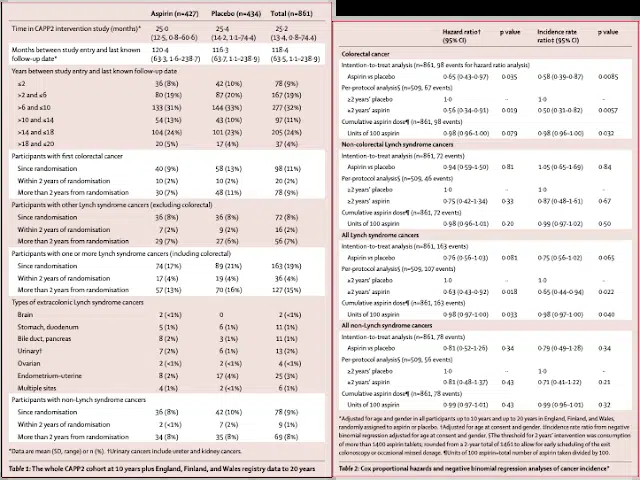 Aspirin (n=427) Placebo (n=434) Total (n=861)
Time in CAPP2 intervention study (months)* 25·0 25·4 25·2
(12·5, 0·8–60·6) (14·2, 1·1–74·4) (13·4, 0·8–74·4)
Months between study entry and last known 120·4 116·3 118·4
follow-up date* (63·3, 1·6–238·7) (63·7, 1·1–238·9) (63·5, 1·1–238·9)
Years between study entry and last known follow-up date
≤2 36 (8%) 42 (10%) 78 (9%)
>2 and ≤6 80 (19%) 87 (20%) 167 (19%)
>6 and ≤10 133 (31%) 144 (33%) 277 (32%)
>10 and ≤14 54 (13%) 43 (10%) 97 (11%)
>14 and ≤18 104 (24%) 101 (23%) 205 (24%)
>18 and ≤20 20 (5%) 17 (4%) 37 (4%)
Participants with first colorectal cancer
Since randomisation 40 (9%) 58 (13%) 98 (11%)
Within 2 years of randomisation 10 (2%) 10 (2%) 20 (2%)
More than 2 years from randomisation 30 (7%) 48 (11%) 78 (9%)
Participants with other Lynch syndrome cancers (excluding colorectal)
Since randomisation 36 (8%) 36 (8%) 72 (8%)
Within 2 years of randomisation 7 (2%) 9 (2%) 16 (2%)
More than 2 years from randomisation 29 (7%) 27 (6%) 56 (7%)
Participants with one or more Lynch syndrome cancers (including colorectal)
Since randomisation 74 (17%) 89 (21%) 163 (19%)
Within 2 years of randomisation 17 (4%) 19 (4%) 36 (4%)
More than 2 years from randomisation 57 (13%) 70 (16%) 127 (15%)
Types of extracolonic Lynch syndrome cancers
Brain 2 (<1%) 0 2 (<1%)
Stomach, duodenum 5 (1%) 6 (1%) 11 (1%)
Bile duct, pancreas 8 (2%) 3 (1%) 11 (1%)
Urinary† 7 (2%) 6 (1%) 13 (2%)
Ovarian 2 (<1%) 2 (<1%) 4 (<1%)
Endometrium–uterine 8 (2%) 17 (4%) 25 (3%)
Multiple sites 4 (1%) 2 (<1%) 6 (1%)
Participants with non-Lynch syndrome cancers
Since randomisation 36 (8%) 42 (10%) 78 (9%)
Within 2 years of randomisation 2 (<1%) 7 (2%) 9 (1%)
More than 2 years from randomisation 34 (8%) 35 (8%) 69 (8%)
*Data are mean (SD, range) or n (%). †Urinary cancers include ureter and kidney cancers.
Table 1: The whole CAPP2 cohort at 10 years plus England, Finland, and Wales registry data to 20 years
Hazard ratio† p value Incidence rate p value
(95% CI) ratio‡ (95% CI)
Colorectal cancer
Intention-to-treat analysis (n=861, 98 events for hazard ratio analysis)
Aspirin vs placebo 0·65 (0·43–0·97) 0·035 0·58 (0·39–0·87) 0·0085
Per-protocol analysis§ (n=509, 67 events)
≥2 years' placebo 1·0 – 1·0 –
≥2 years' aspirin 0·56 (0·34–0·91) 0·019 0·50 (0·31–0·82) 0·0057
Cumulative aspirin dose¶ (n=861, 98 events)
Units of 100 aspirin 0·98 (0·96–1·00) 0·079 0·98 (0·96–1·00) 0·032
Non-colorectal Lynch syndrome cancers
Intention-to-treat analysis (n=861, 72 events)
Aspirin vs placebo 0·94 (0·59–1·50) 0·81 1·05 (0·65–1·69) 0·84
Per-protocol analysis§ (n=509, 46 events)
≥2 years' placebo 1·0 – 1·0 –
≥2 years' aspirin 0·75 (0·42–1·34) 0·33 0·87 (0·48–1·61) 0·67
Cumulative aspirin dose¶ (n=861, 72 events)
Units of 100 aspirin 0·98 (0·96–1·01) 0·20 0·99 (0·97–1·02) 0·50
All Lynch syndrome cancers
Intention-to-treat analysis (n=861, 163 events)
Aspirin vs placebo 0·76 (0·56–1·03) 0·081 0·75 (0·56–1·02) 0·065
Per-protocol analysis§ (n=509, 107 events)
≥2 years' placebo 1·0 – 1·0 –
≥2 years' aspirin 0·63 (0·43–0·92) 0·018 0·65 (0·44–0·94) 0·022
Cumulative aspirin dose¶ (n=861, 163 events)
Units of 100 aspirin 0·98 (0·97–1·00) 0·033 0·98 (0·97–1·00) 0·040
All non-Lynch syndrome cancers
Intention-to-treat analysis (n=861, 78 events)
Aspirin vs placebo 0·81 (0·52–1·26) 0·34 0·79 (0·49–1·28) 0·34
Per-protocol analysis§ (n=509, 56 events)
≥2 years' placebo 1·0 – 1·0 –
≥2 years' aspirin 0·81 (0·48–1·37) 0·43 0·71 (0·41–1·22) 0·21
Cumulative aspirin dose¶ (n=861, 78 events)
Units of 100 aspirin 0·99 (0·97–1·01) 0·43 0·99 (0·96–1·01) 0·32
*Adjusted for age and gender in all participants up to 10 years and up to 20 years in England, Finland, and Wales,
randomly assigned to aspirin or placebo. †Adjusted for age at consent and gender. ‡Incidence rate ratio from negative
binomial regression adjusted for age at consent and gender. §The threshold for 2 years' intervention was consumption
of more than 1400 aspirin tablets; rounded from a 2-year total of 1461 to allow for early scheduling of the exit
colonoscopy or occasional missed dosage. ¶Units of 100 aspirin=total number of aspirin taken divided by 100.
Table 2: Cox proportional hazards and negative binomial regression analyses of cancer incidence*